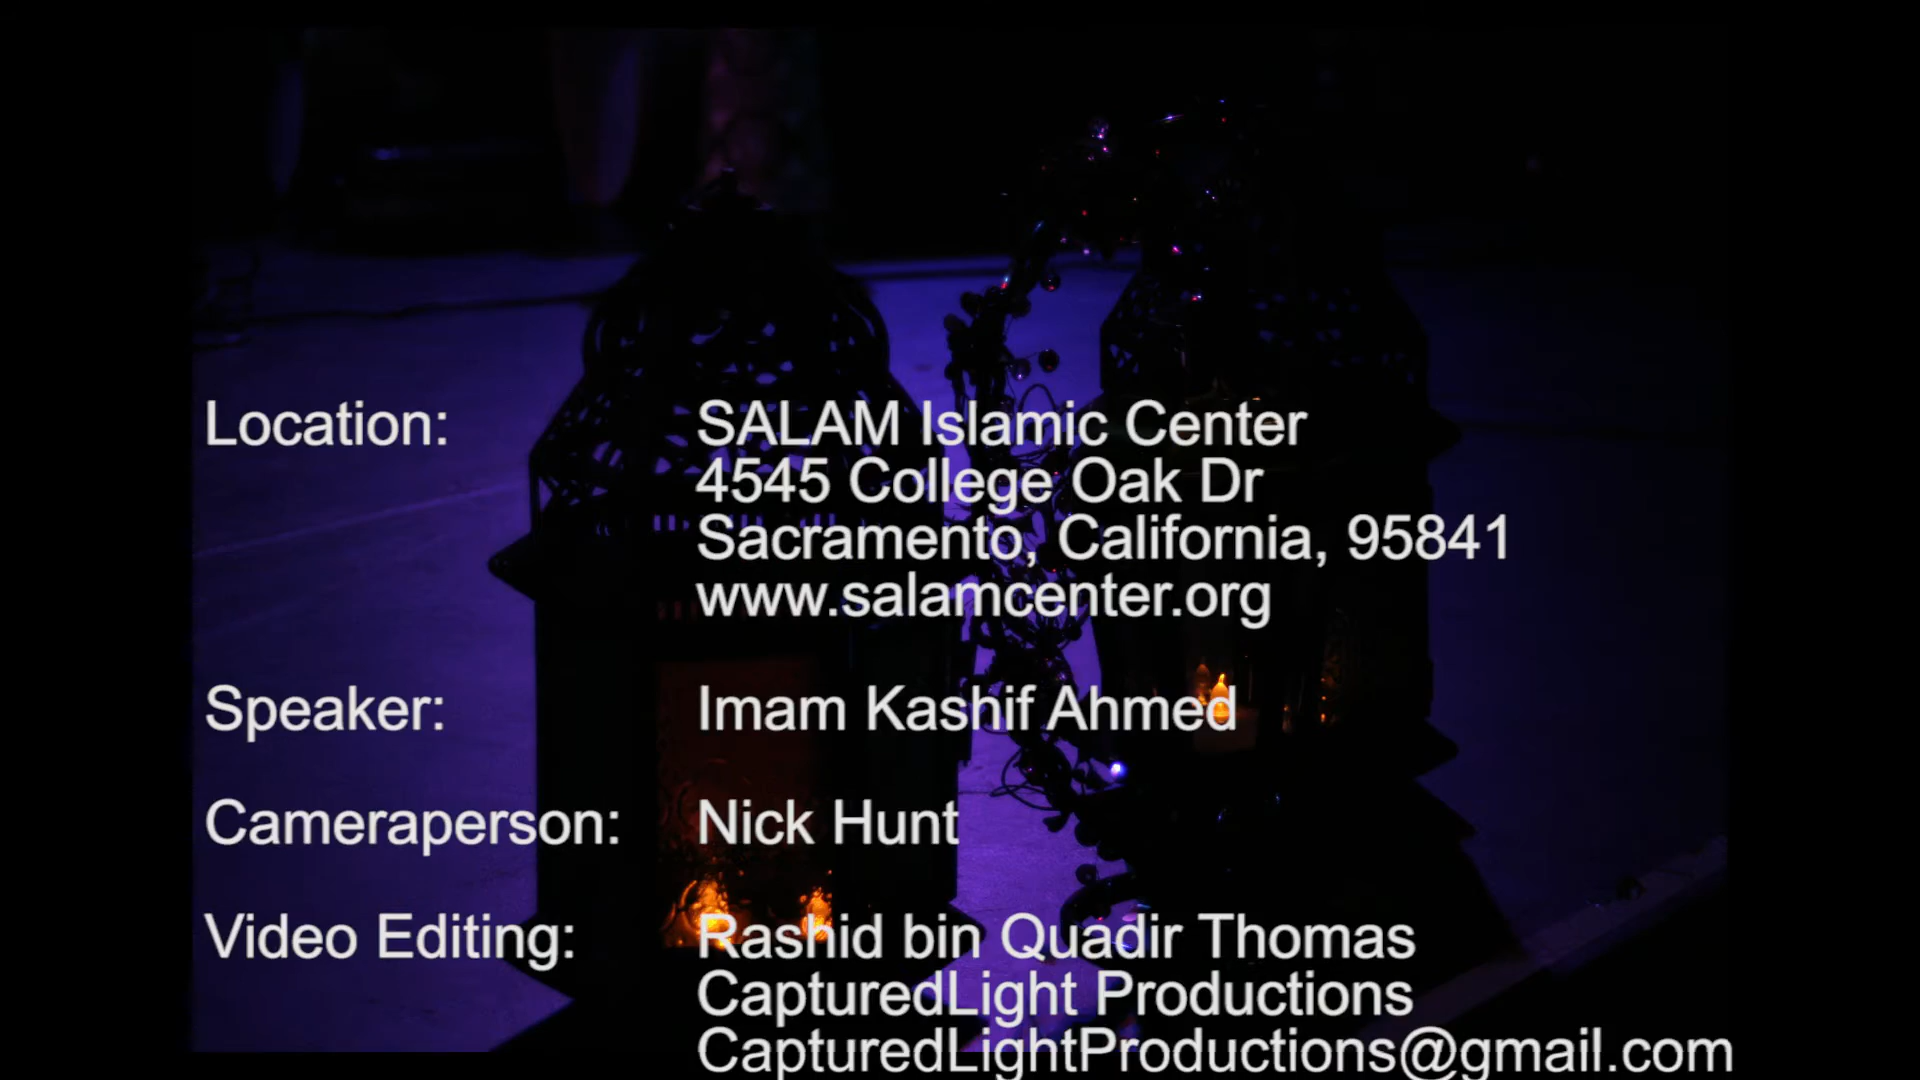 Location: SALAM Islamic Center
4545 College Oak Dr
Sacramento, California, 95841
www.salamcenter.org
Speaker: Imam Kashif Ahmed
Cameraperson: Nick Hunt
Video Editing: Rashid bin Quadir Thomas
CapturedLight Productions
CapturedLightProductions@gmail.com